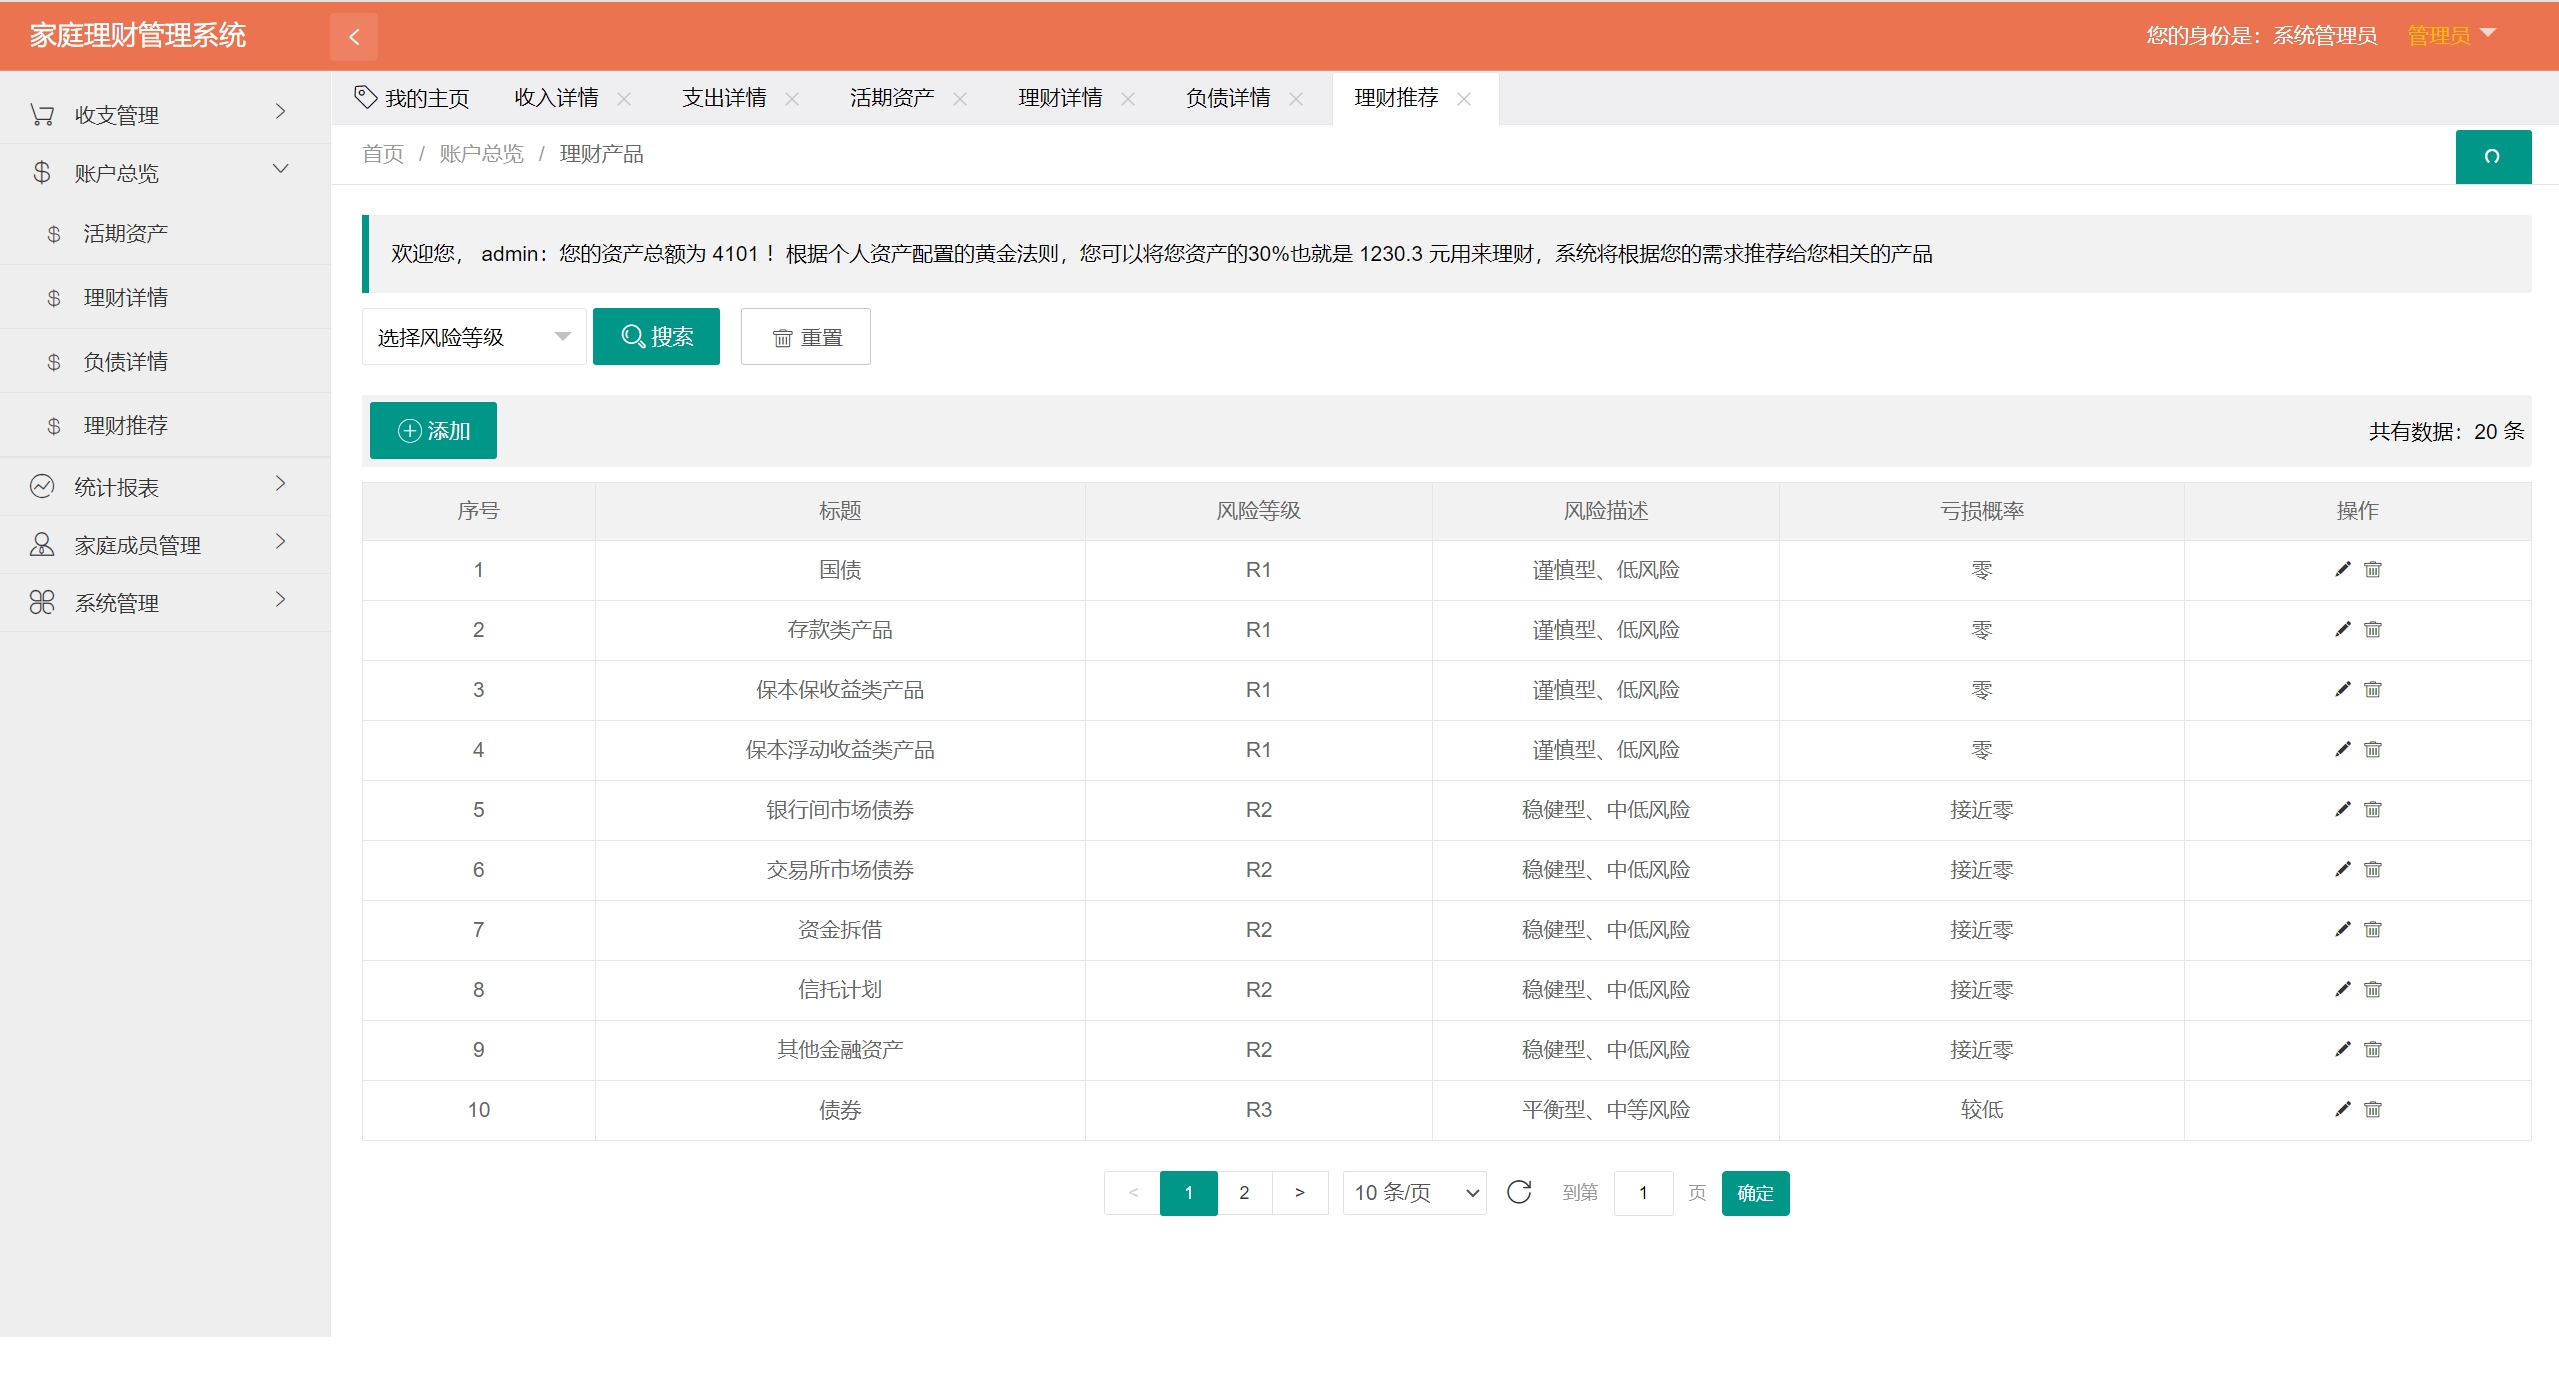 家庭理财管理系统
您的身份是：系统管理员 管理员
收支管理
账户总览
$ 活期资产
$ 理财详情
$ 负债详情
$ 理财推荐
统计报表
家庭成员管理
系统管理
我的主页 收入详情 支出详情 活期资产 理财详情 负债详情 理财推荐
首页 / 账户总览 / 理财产品
欢迎您， admin：您的资产总额为 4101！ 根据个人资产配置的黄金法则，您可以将您资产的30%也就是 1230.3 元用来理财，系统将根据您的需求推荐给您相关的产品
选择风险等级 搜索 重置
添加 共有数据：20 条
序号 标题 风险等级 风险描述 亏损概率 操作
1 国债 R1 谨慎型、低风险 零
2 存款类产品 R1 谨慎型、低风险 零
3 保本保收益类产品 R1 谨慎型、低风险 零
4 保本浮动收益类产品 R1 谨慎型、低风险 零
5 银行间市场债券 R2 稳健型、中低风险 接近零
6 交易所市场债券 R2 稳健型、中低风险 接近零
7 资金拆借 R2 稳健型、中低风险 接近零
8 信托计划 R2 稳健型、中低风险 接近零
9 其他金融资产 R2 稳健型、中低风险 接近零
10 债券 R3 平衡型、中等风险 较低
< 1 2 > 10 条/页 到第 1 页 确定